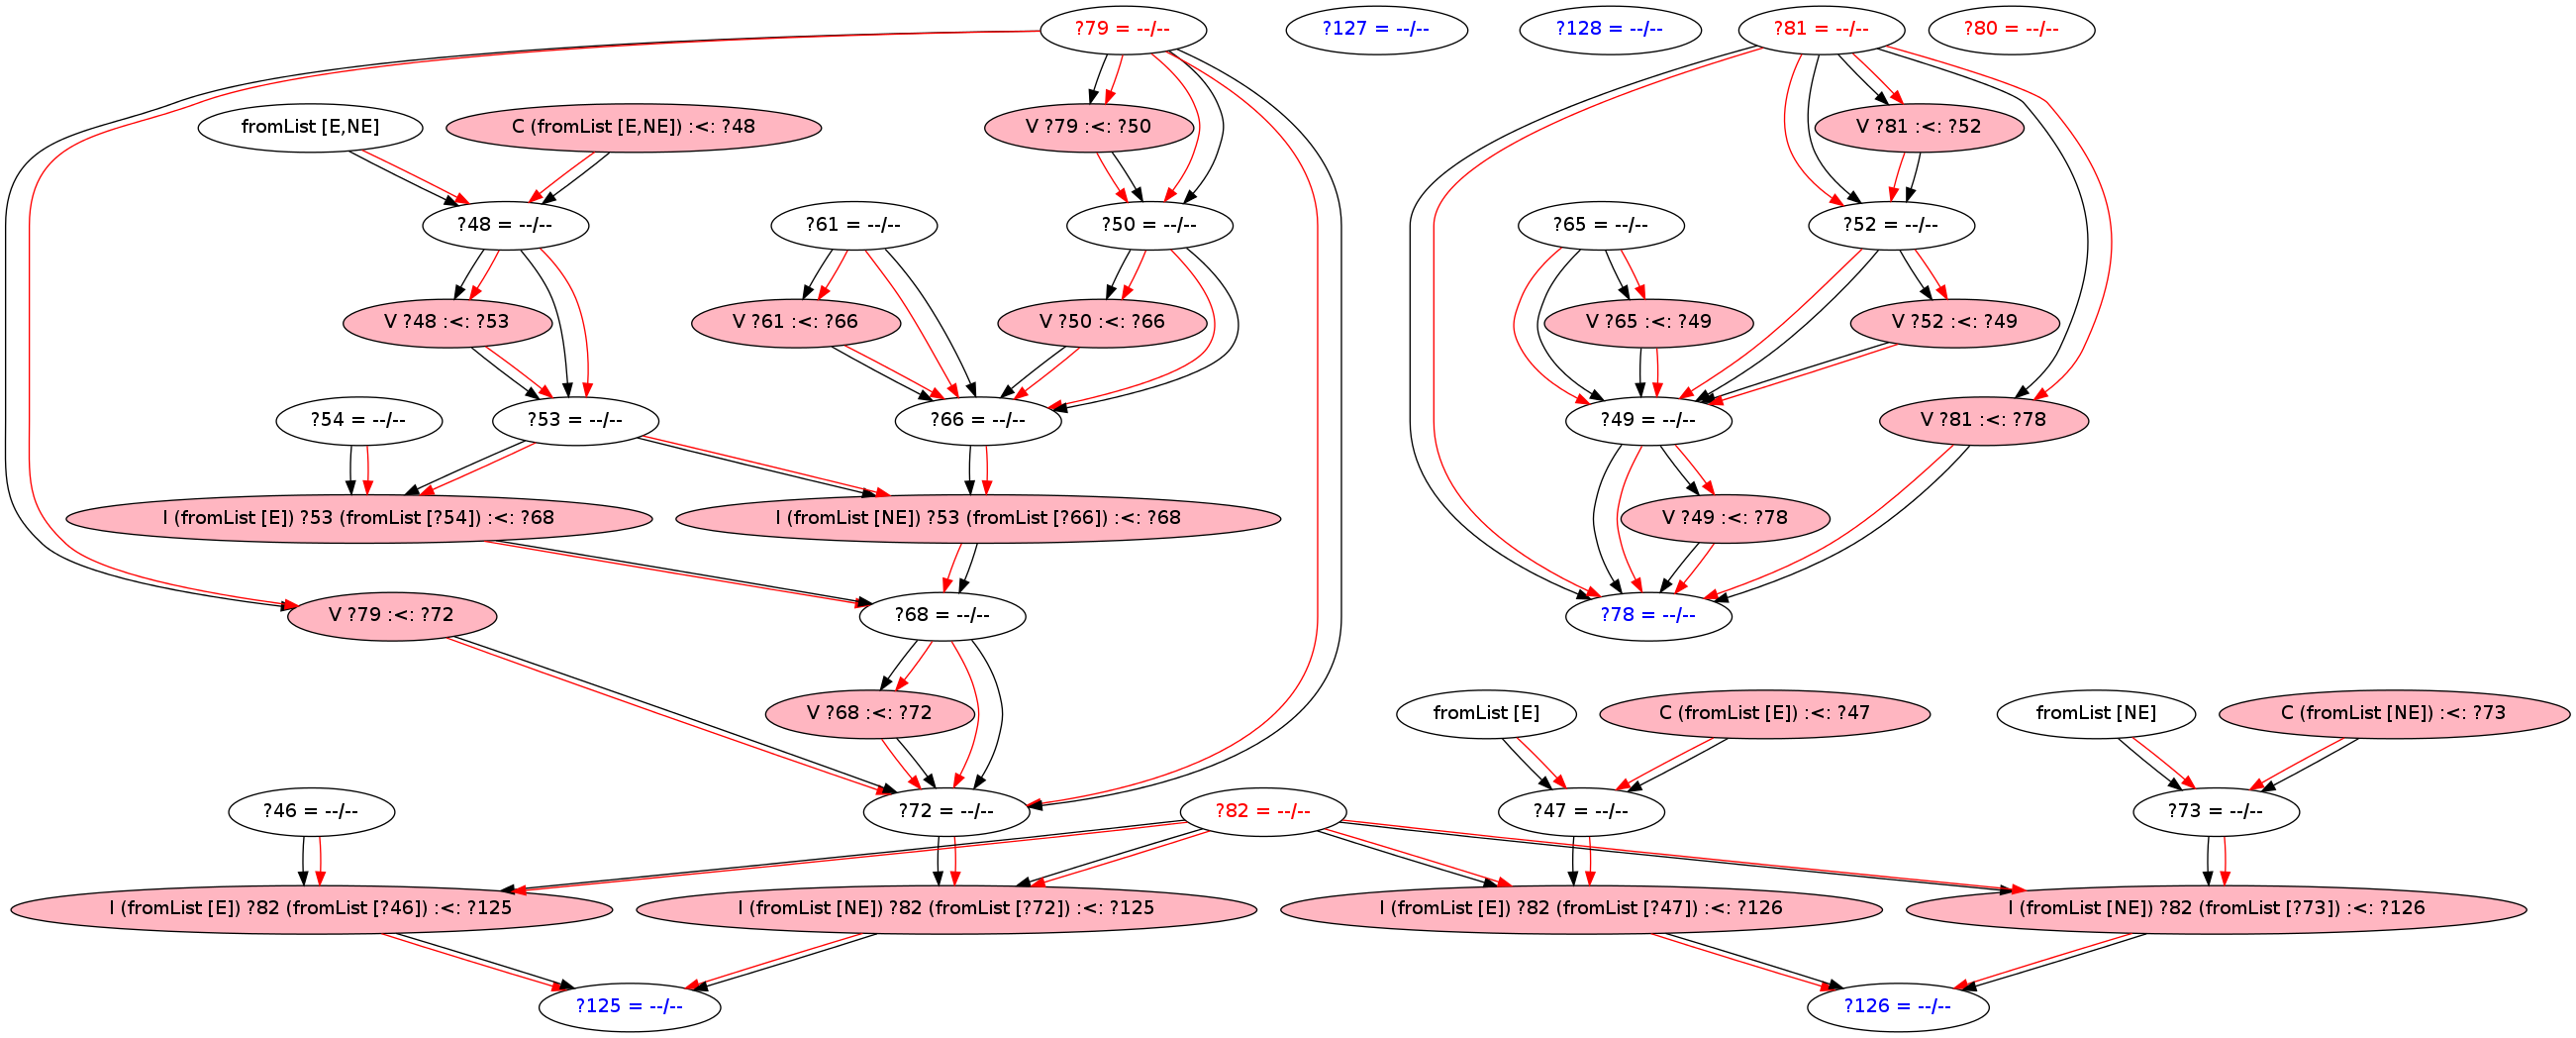 ?79 = --/--
?127 = --/--
?128 = --/--
?81 = --/--
?80 = --/--
fromList [E,NE]
C (fromList [E,NE]) :<: ?48
V ?79 :<: ?50
V ?81 :<: ?52
?48 = --/--
?61 = --/--
?50 = --/--
?65 = --/--
?52 = --/--
V ?48 :<: ?53
V ?61 :<: ?66
V ?50 :<: ?66
V ?65 :<: ?49
V ?52 :<: ?49
?54 = --/--
?53 = --/--
?66 = --/--
?49 = --/--
V ?81 :<: ?78
I (fromList [E]) ?53 (fromList [?54]) :<: ?68
I (fromList [NE]) ?53 (fromList [?66]) :<: ?68
V ?49 :<: ?78
V ?79 :<: ?72
?68 = --/--
?78 = --/--
V ?68 :<: ?72
fromList [E]
C (fromList [E]) :<: ?47
fromList [NE]
C (fromList [NE]) :<: ?73
?46 = --/--
?72 = --/--
?82 = --/--
?47 = --/--
?73 = --/--
I (fromList [E]) ?82 (fromList [?46]) :<: ?125
I (fromList [NE]) ?82 (fromList [?72]) :<: ?125
I (fromList [E]) ?82 (fromList [?47]) :<: ?126
I (fromList [NE]) ?82 (fromList [?73]) :<: ?126
?125 = --/--
?126 = --/--